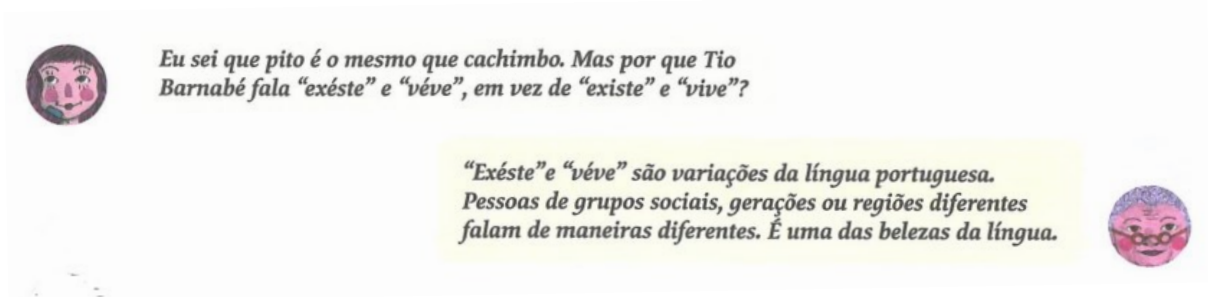 Eu sei que pito é o mesmo que cachimbo. Mas por que Tio
Barnabé fala “exéste” e “véve”, em vez de “existe” e “vive”?
“Exéste”e “véve” são variações da língua portuguesa.
Pessoas de grupos sociais, gerações ou regiões diferentes
falam de maneiras diferentes. É uma das belezas da língua.